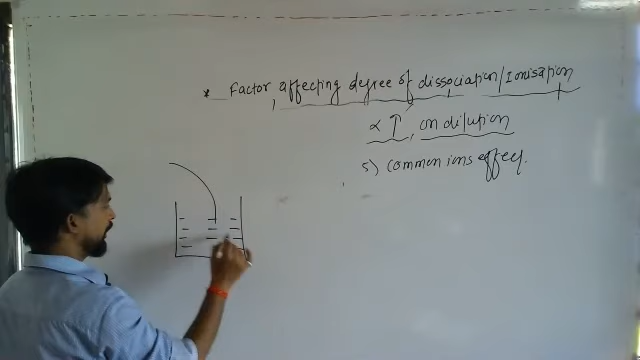 * Factor affecting degree of dissociation/Ionisation
α ↑, on dilution
5) Common ions effect.